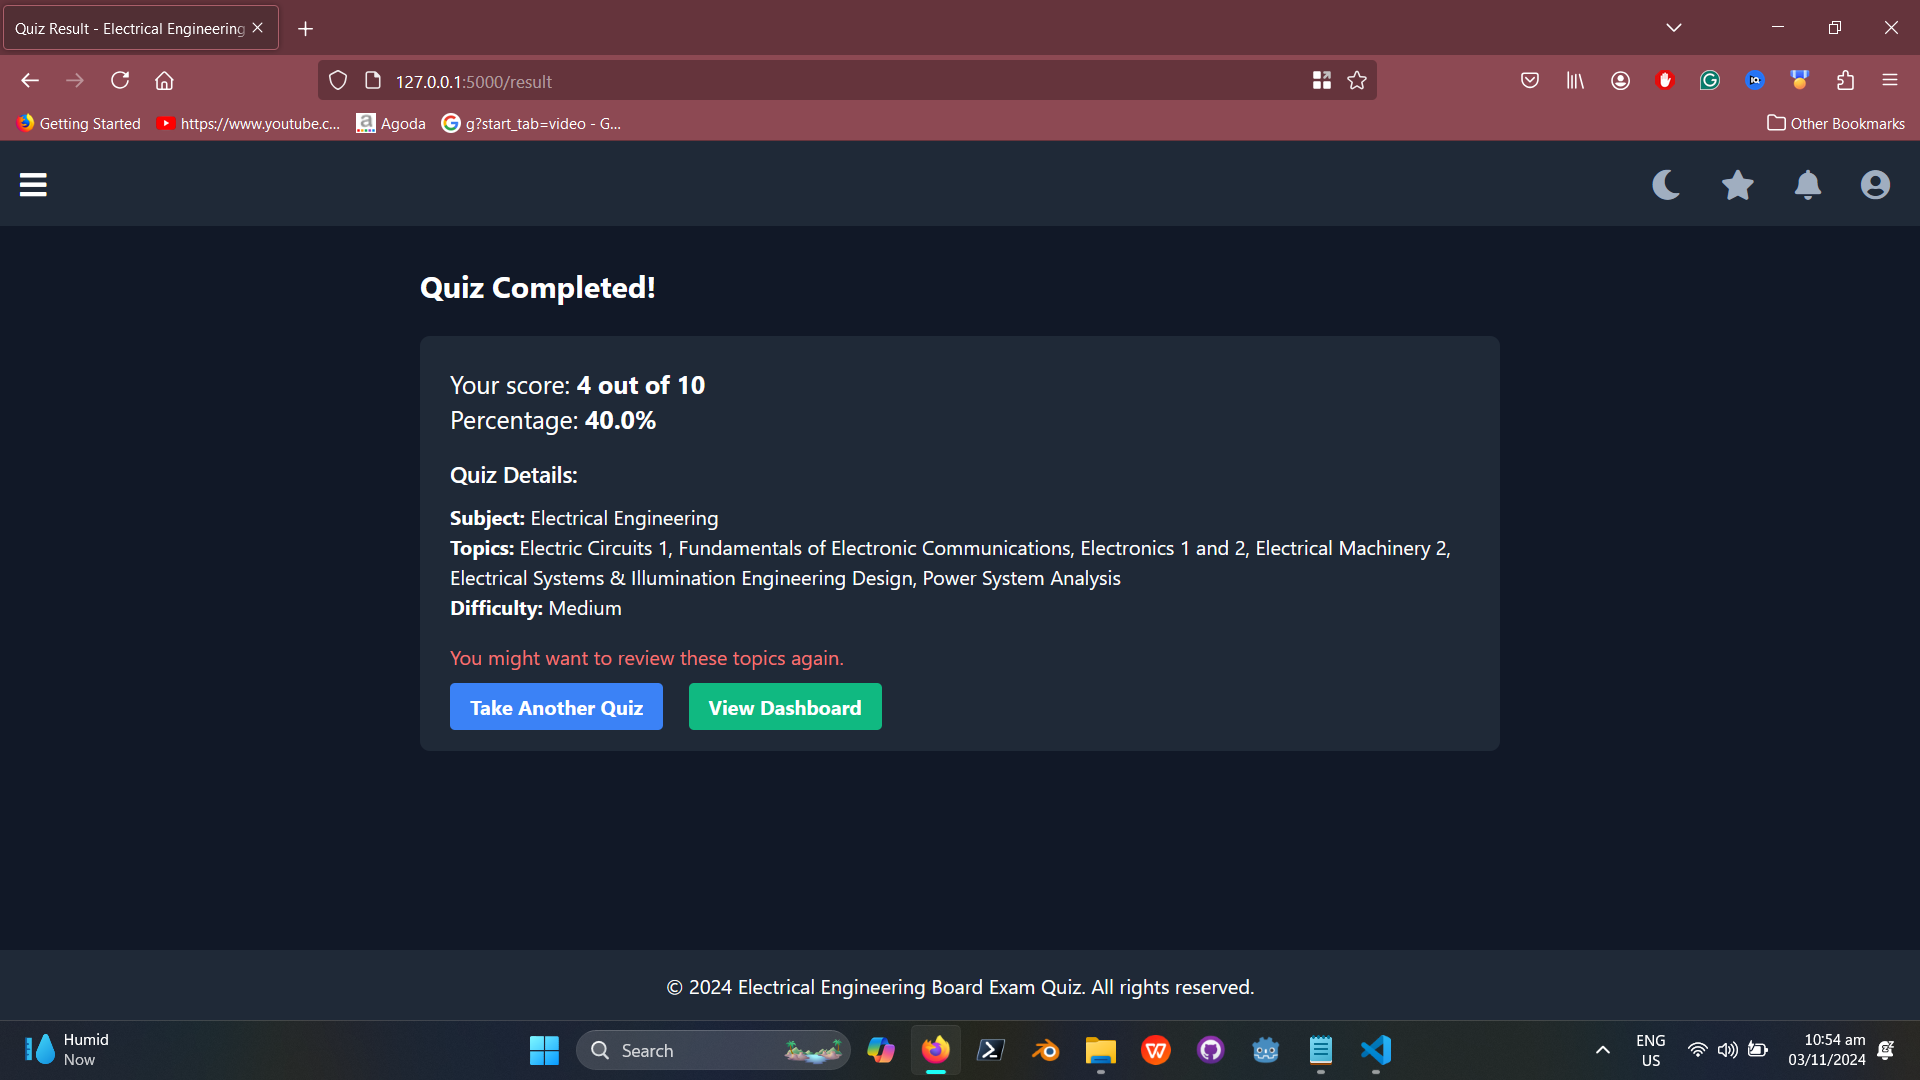 Quiz Result - Electrical Engineering
127.0.0.1:5000/result
Getting Started
https://www.youtube.c...
Agoda
g?start_tab=video - G...
Other Bookmarks
Quiz Completed!
Your score: 4 out of 10
Percentage: 40.0%
Quiz Details:
Subject: Electrical Engineering
Topics: Electric Circuits 1, Fundamentals of Electronic Communications, Electronics 1 and 2, Electrical Machinery 2,
Electrical Systems & Illumination Engineering Design, Power System Analysis
Difficulty: Medium
You might want to review these topics again.
Take Another Quiz
View Dashboard
© 2024 Electrical Engineering Board Exam Quiz. All rights reserved.
Humid
Now
Search
ENG
US
10:54 am
03/11/2024